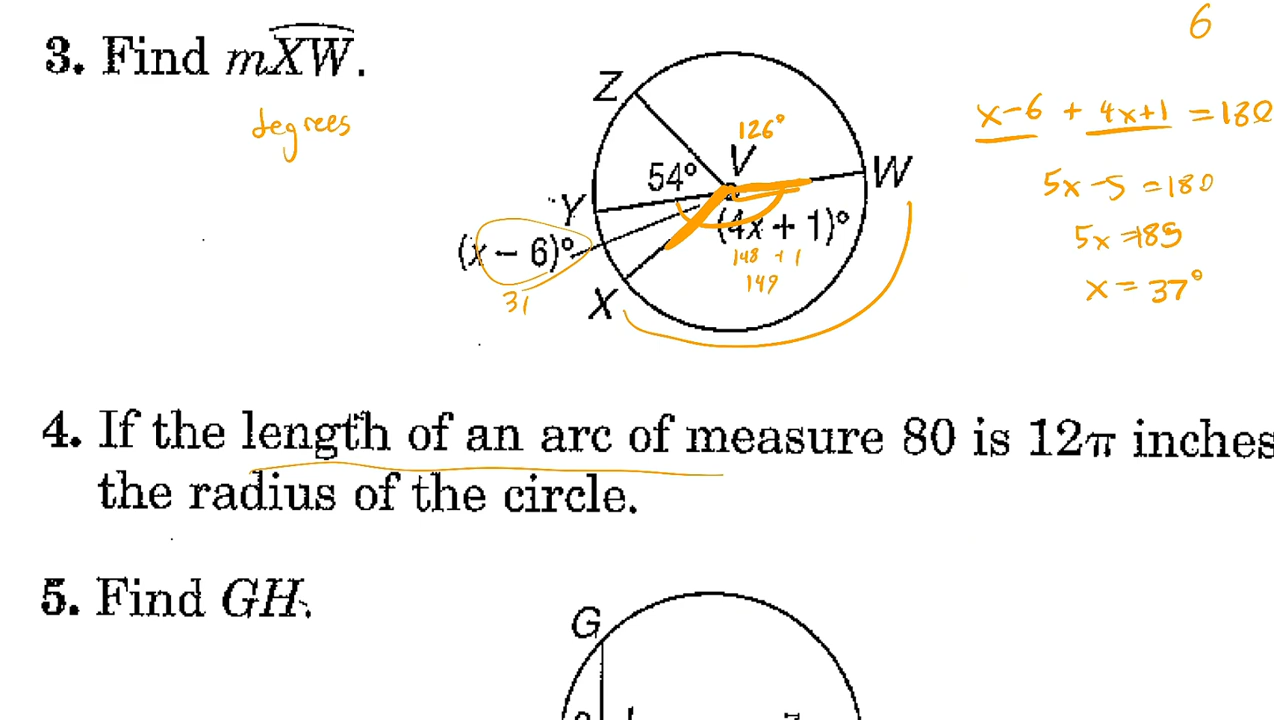 6
3. Find mXW.
degrees
Z
126°
V
W
54°
Y
(4x + 1)°
(x − 6)°
148 + 1
149
31
X
x-6 + 4x+1 = 180
5x -5 = 180
5x = 185
x = 37°
4. If the length of an arc of measure 80 is 12π inches
the radius of the circle.
5. Find GH.
G